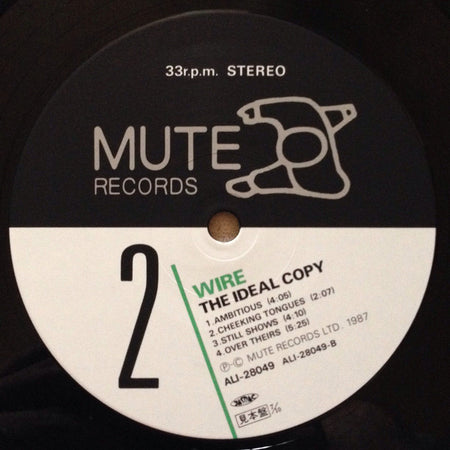 33r.p.m. STEREO
MUTE
RECORDS
2
WIRE
THE IDEAL COPY
1.AMBITIOUS (4:05)
2.CHEEKING TONGUES (2:07)
3.STILL SHOWS (4:10)
4.OVER THEIRS (5:25)
Ⓟ-© MUTE RECORDS LTD. 1987
ALI-28049 ALI-28049-B
見本盤